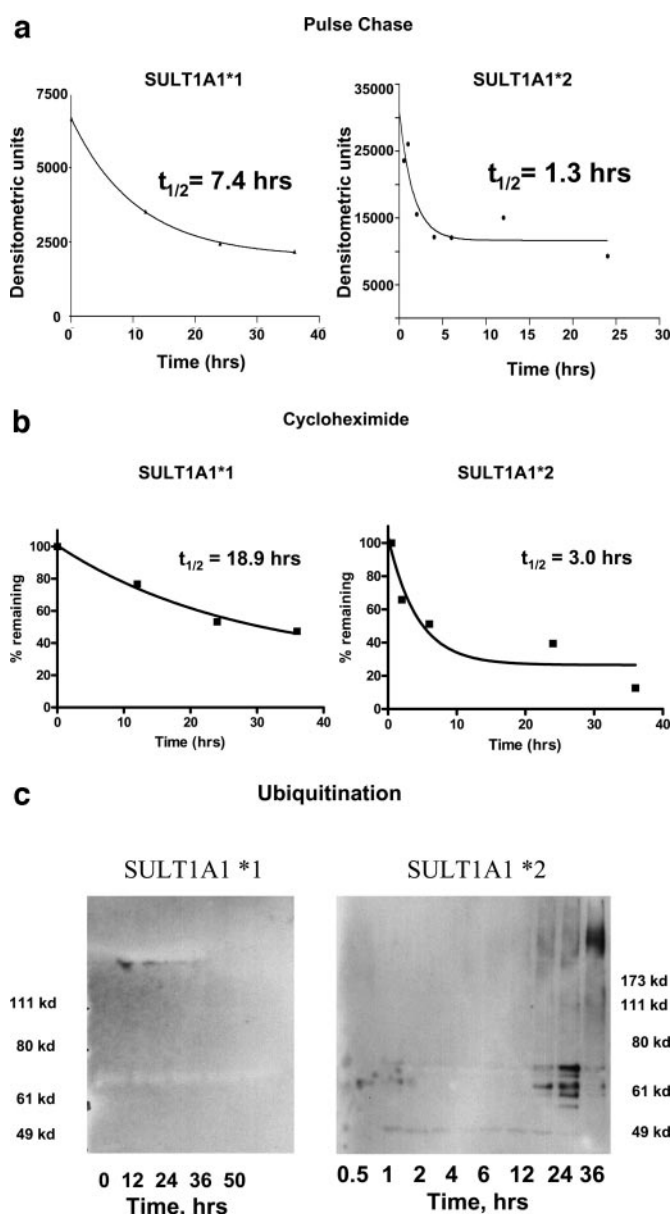 a
Pulse Chase
SULT1A1*1
SULT1A1*2
7500
5000
2500
0
Densitometric units
t1/2= 7.4 hrs
0 10 20 30 40
Time (hrs)
35000
25000
15000
5000
Densitometric units
t1/2= 1.3 hrs
0 5 10 15 20 25 30
Time (hrs)
b
Cycloheximide
SULT1A1*1
SULT1A1*2
100
80
60
40
20
0
% remaining
t1/2 = 18.9 hrs
0 10 20 30 40
Time (hrs)
100
80
60
40
20
0
% remaining
t1/2 = 3.0 hrs
0 10 20 30 40
Time (hrs)
c
Ubiquitination
SULT1A1 *1
SULT1A1 *2
111 kd
80 kd
61 kd
49 kd
0 12 24 36 50
Time, hrs
173 kd
111 kd
80 kd
61 kd
49 kd
0.5 1 2 4 6 12 24 36
Time, hrs